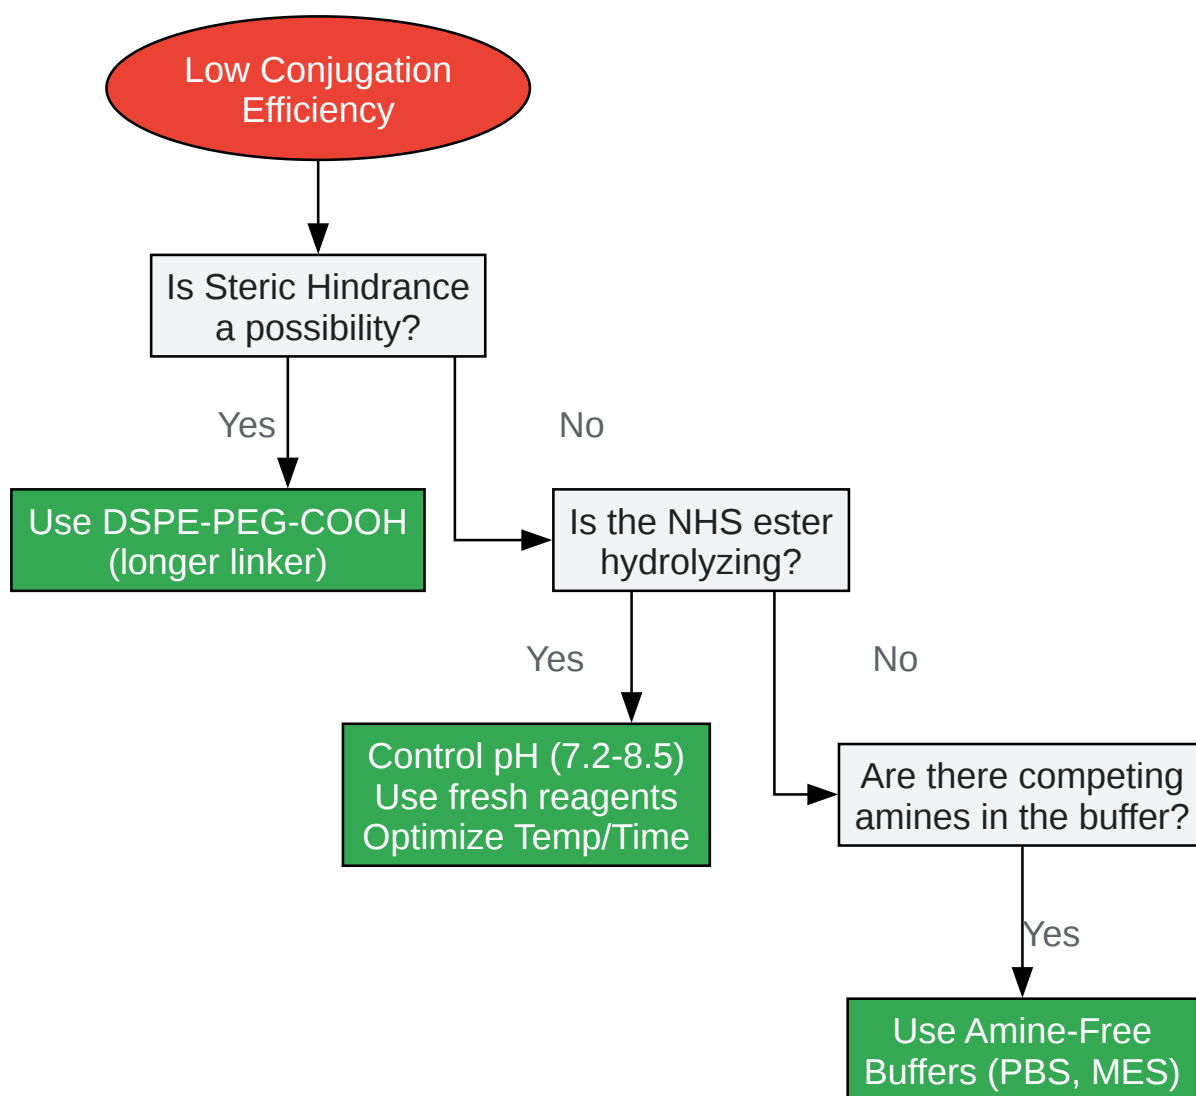 Low Conjugation
Efficiency
Is Steric Hindrance
a possibility?
Yes
No
Use DSPE-PEG-COOH
(longer linker)
Is the NHS ester
hydrolyzing?
Yes
No
Control pH (7.2-8.5)
Use fresh reagents
Optimize Temp/Time
Are there competing
amines in the buffer?
Yes
Use Amine-Free
Buffers (PBS, MES)